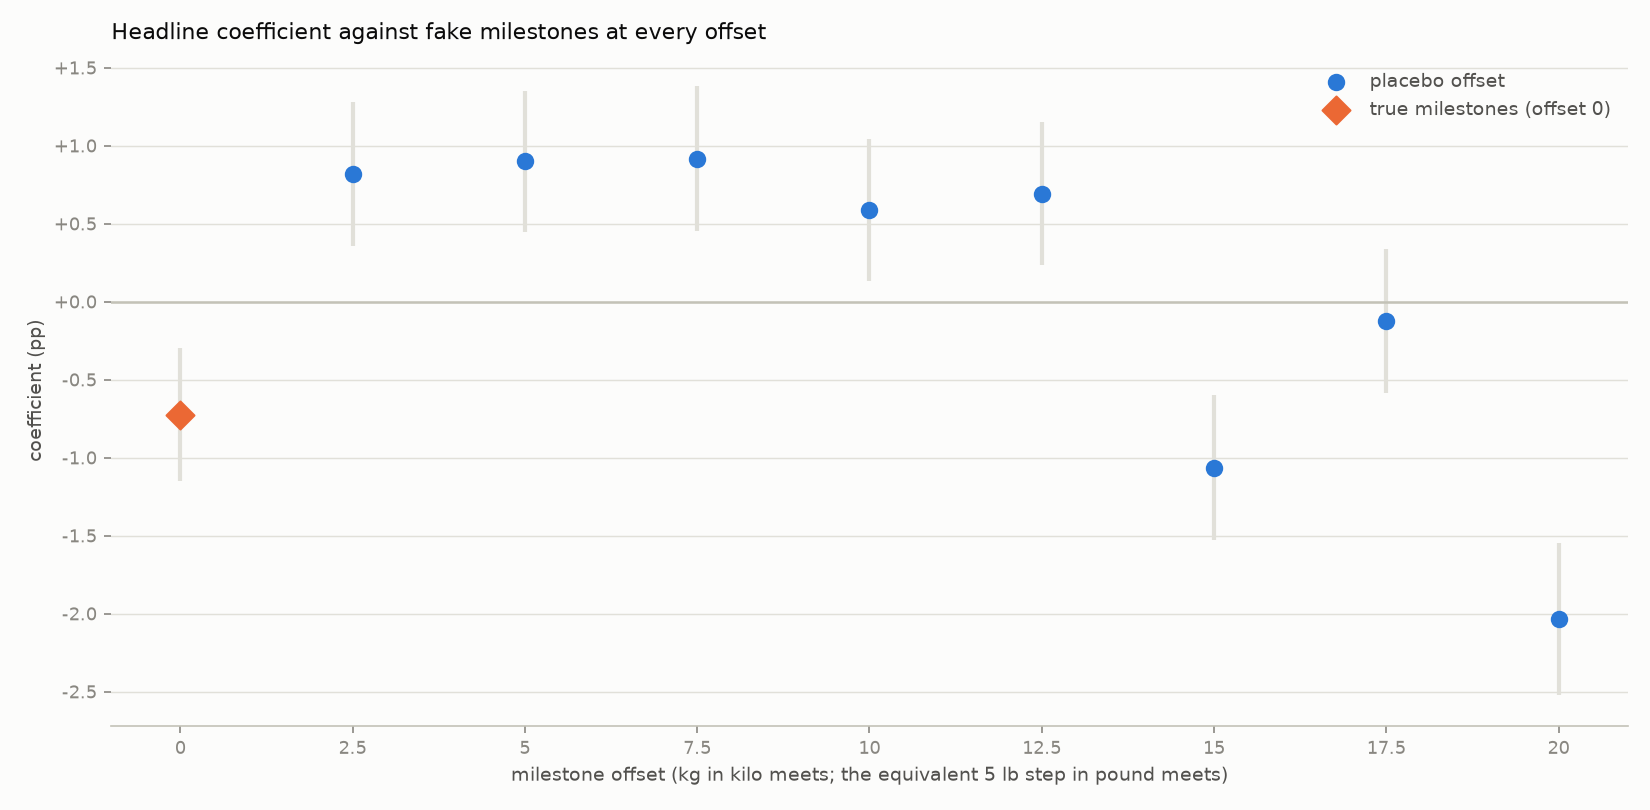 Headline coefficient against fake milestones at every offset
placebo offset
true milestones (offset 0)
coefficient (pp)
+1.5
+1.0
+0.5
+0.0
-0.5
-1.0
-1.5
-2.0
-2.5
0 2.5 5 7.5 10 12.5 15 17.5 20
milestone offset (kg in kilo meets; the equivalent 5 lb step in pound meets)